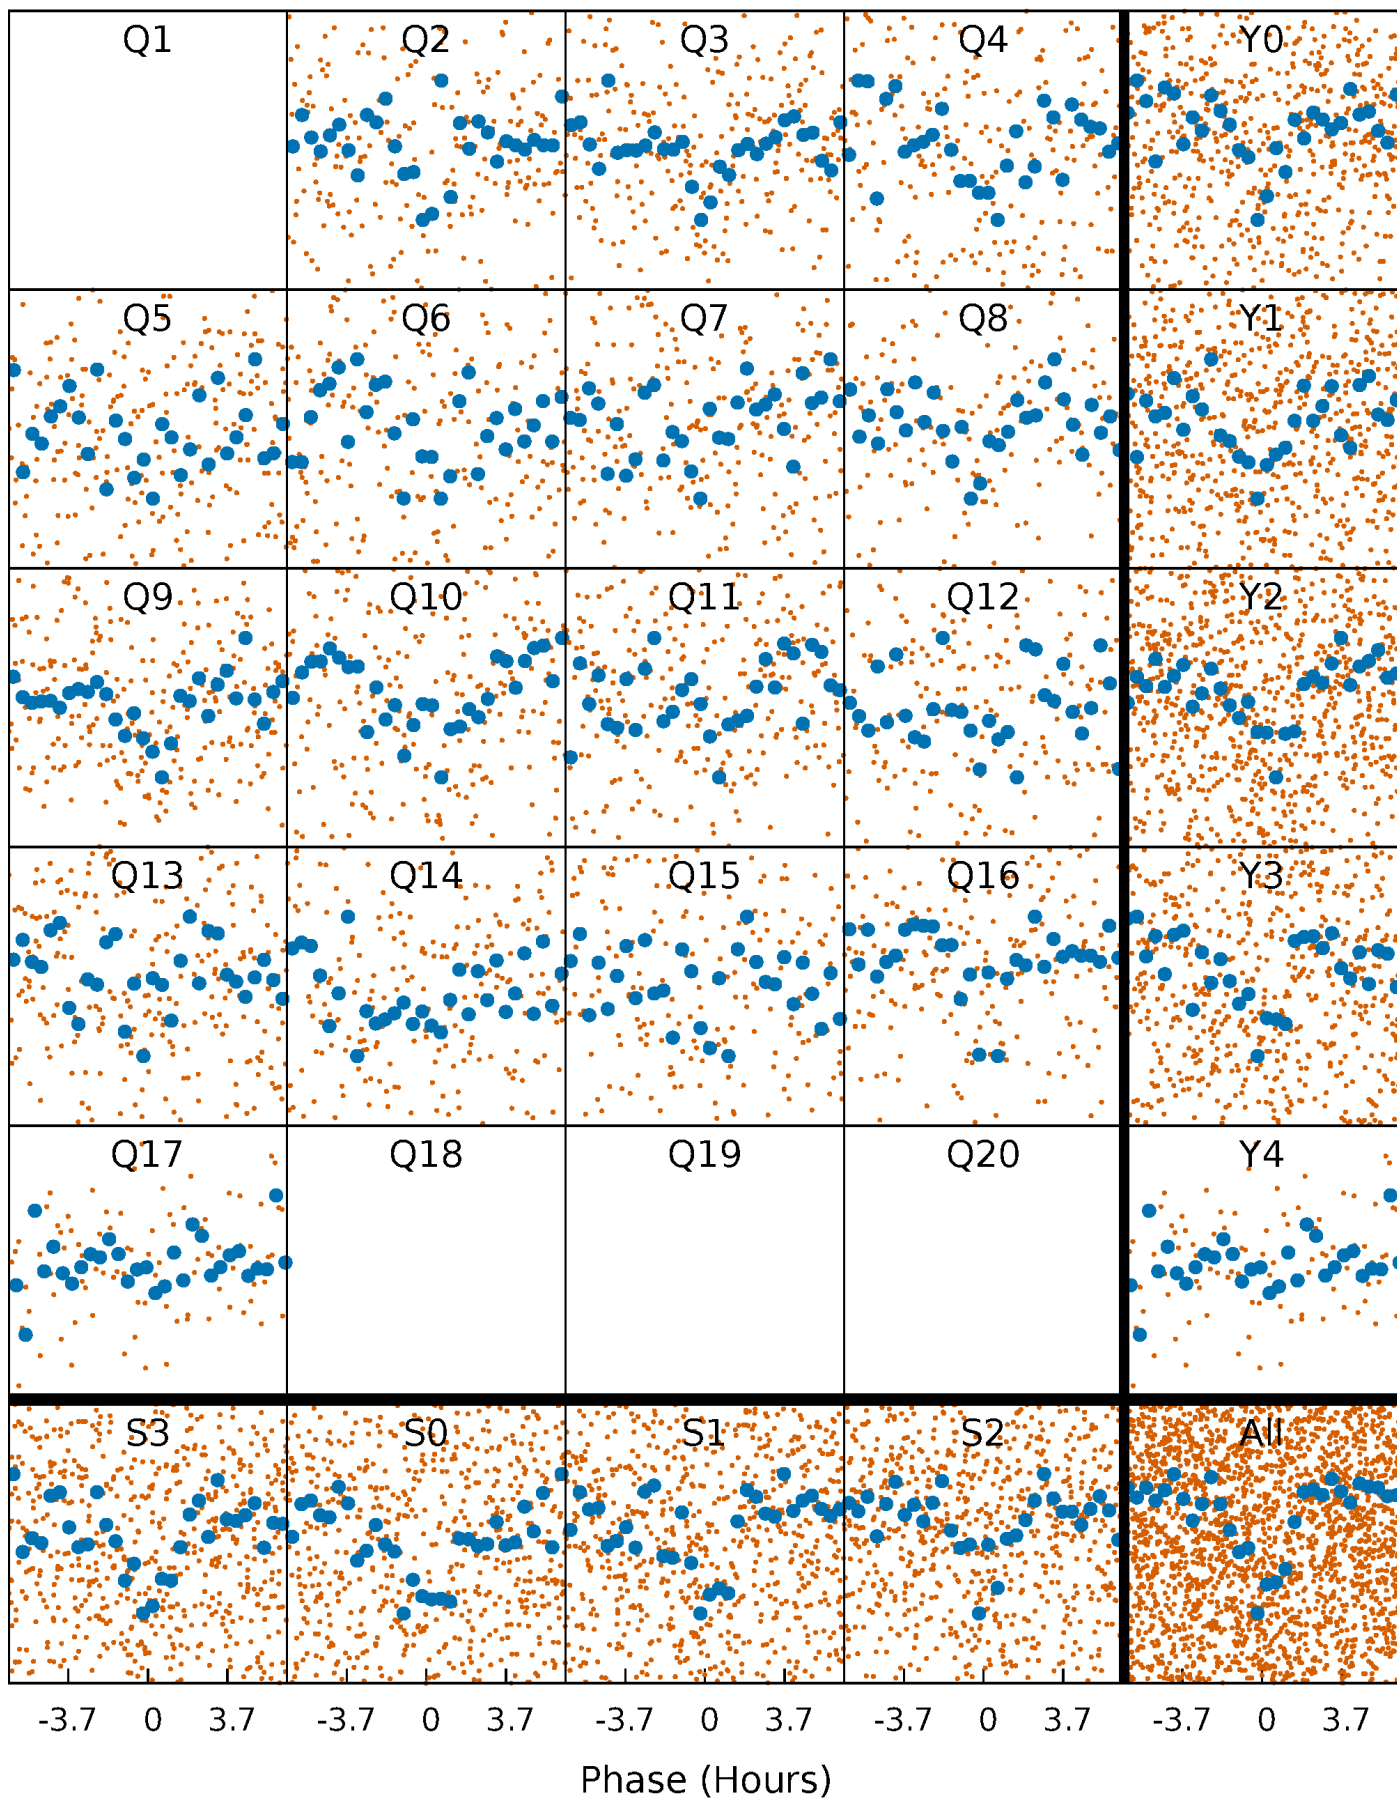 Q1 Q2 Q3 Q4 Y0
Q5 Q6 Q7 Q8 Y1
Q9 Q10 Q11 Q12 Y2
Q13 Q14 Q15 Q16 Y3
Q17 Q18 Q19 Q20 Y4
S3 S0 S1 S2 All
-3.7 0 3.7 -3.7 0 3.7 -3.7 0 3.7 -3.7 0 3.7 -3.7 0 3.7
Phase (Hours)